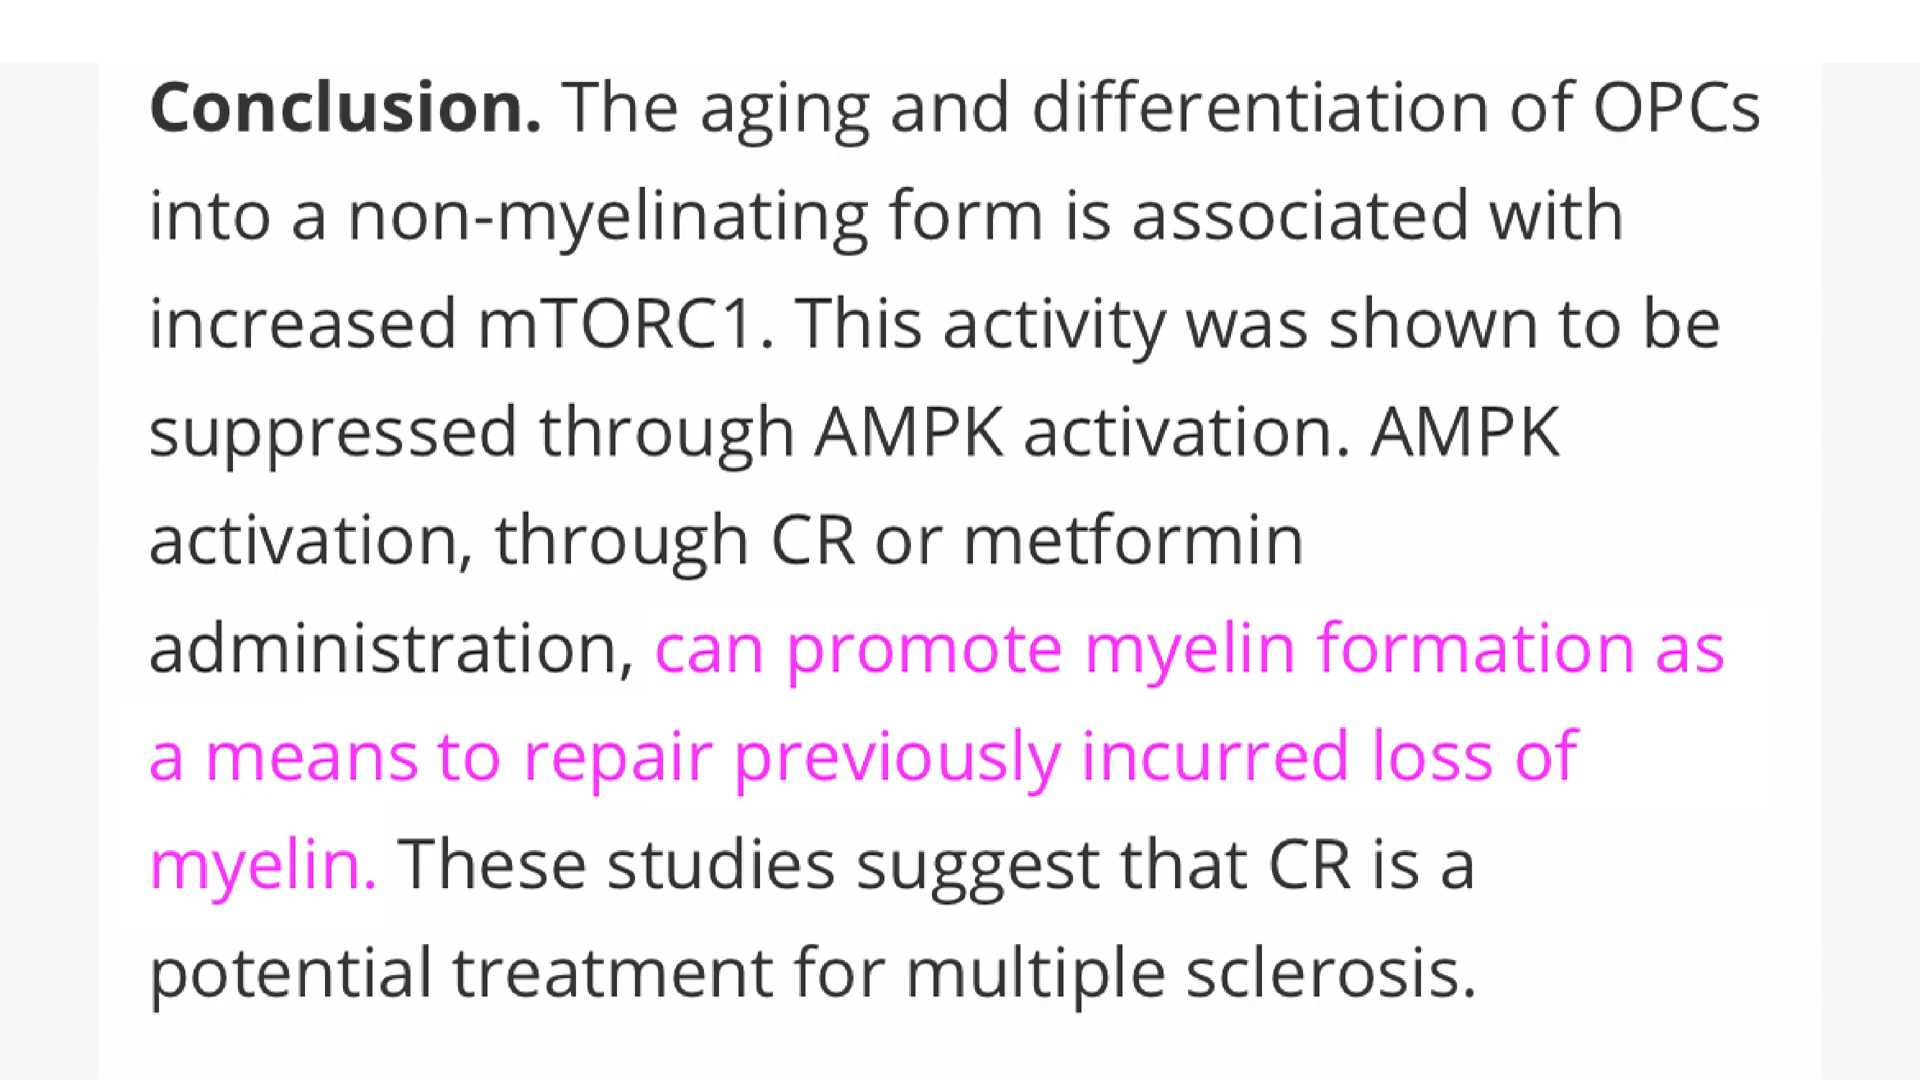 Conclusion. The aging and differentiation of OPCs
into a non-myelinating form is associated with
increased mTORC1. This activity was shown to be
suppressed through AMPK activation. AMPK
activation, through CR or metformin
administration, can promote myelin formation as
a means to repair previously incurred loss of
myelin. These studies suggest that CR is a
potential treatment for multiple sclerosis.